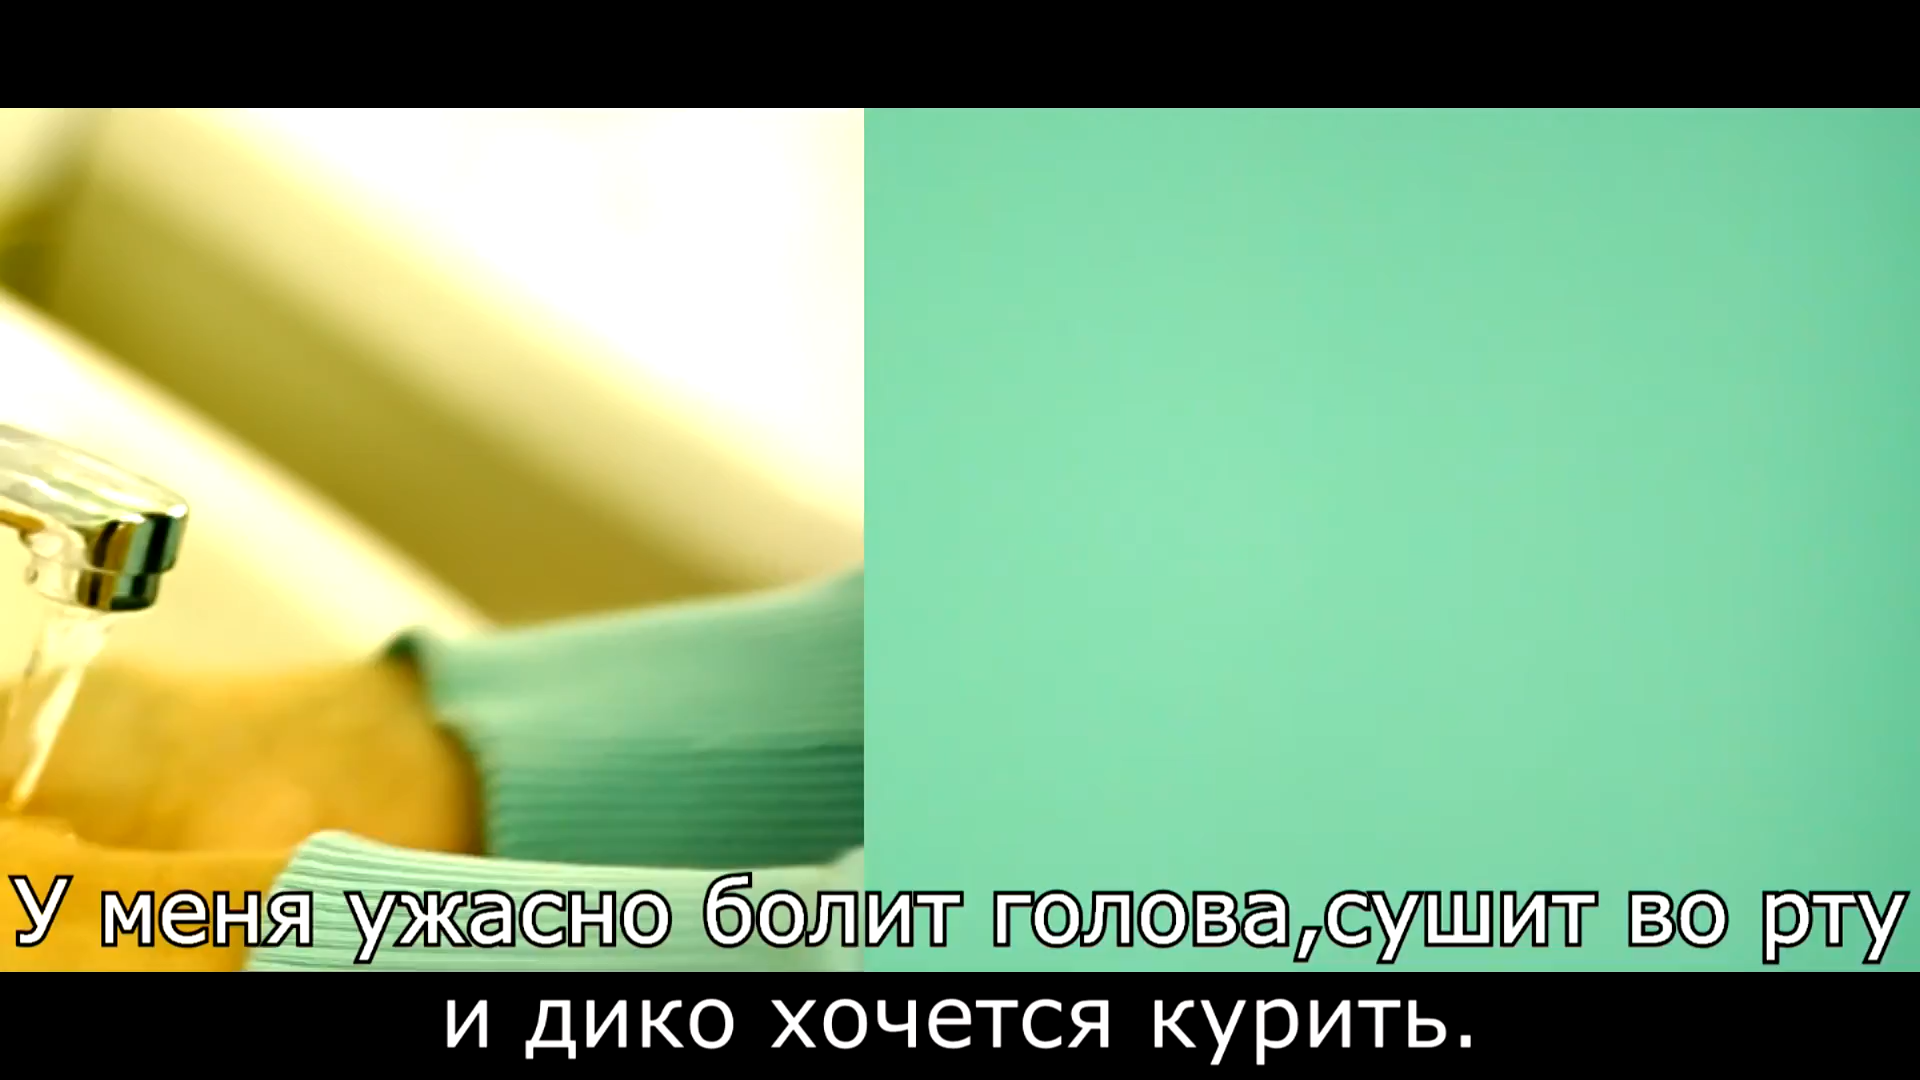 У меня ужасно болит голова,сушит во рту
и дико хочется курить.